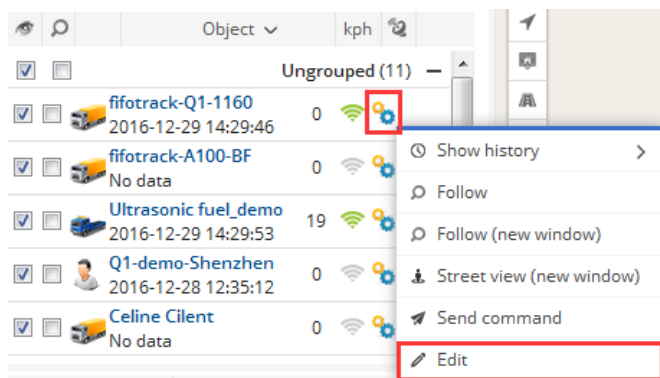 Object kph
Ungrouped (11)
fifotrack-Q1-1160
2016-12-29 14:29:46
0
fifotrack-A100-BF
No data
0
Ultrasonic fuel_demo
2016-12-29 14:29:53
19
Q1-demo-Shenzhen
2016-12-28 12:35:12
0
Celine Cilent
No data
0
Show history
Follow
Follow (new window)
Street view (new window)
Send command
Edit